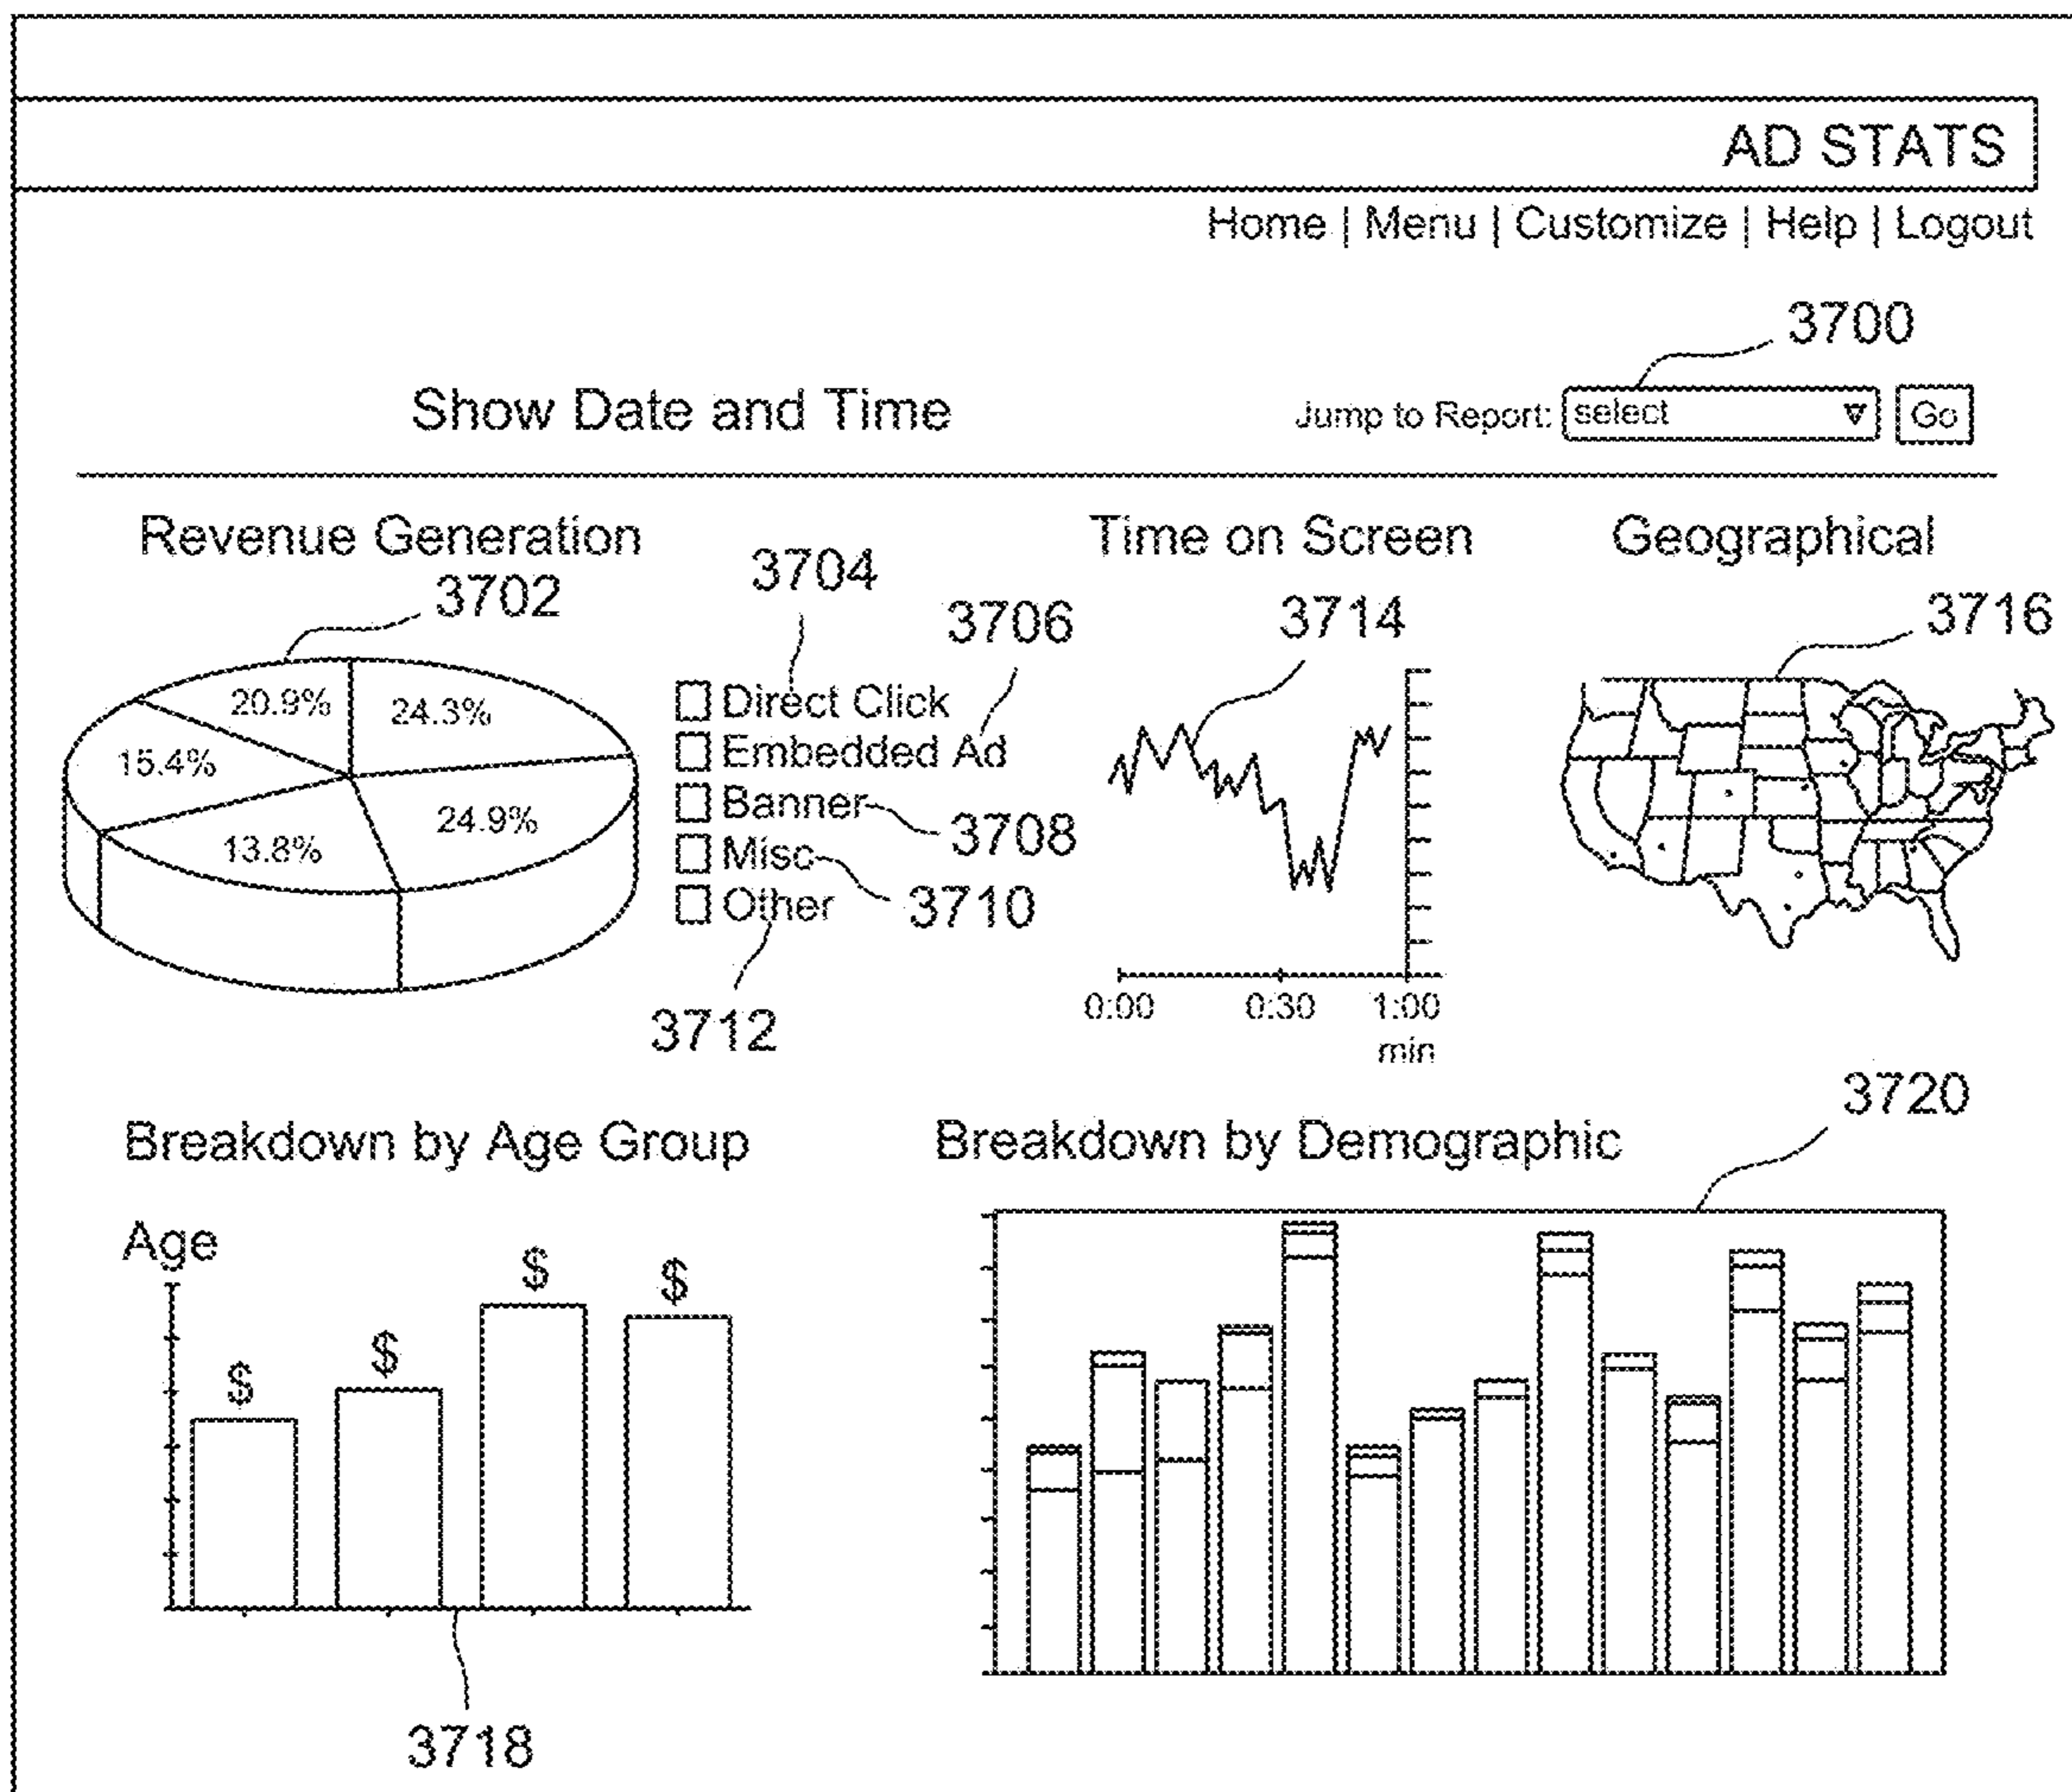 AD STATS
Home | Menu | Customize | Help | Logout
3700
Show Date and Time
Jump to Report: select Go
Revenue Generation
3702
20.9%
24.3%
15.4%
24.9%
13.8%
3704
3706
Direct Click
Embedded Ad
Banner
3708
Misc
3710
Other
3712
Time on Screen
3714
0:00 0:30 1:00
min
Geographical
3716
Breakdown by Age Group
Age
$ $ $ $
3718
Breakdown by Demographic
3720